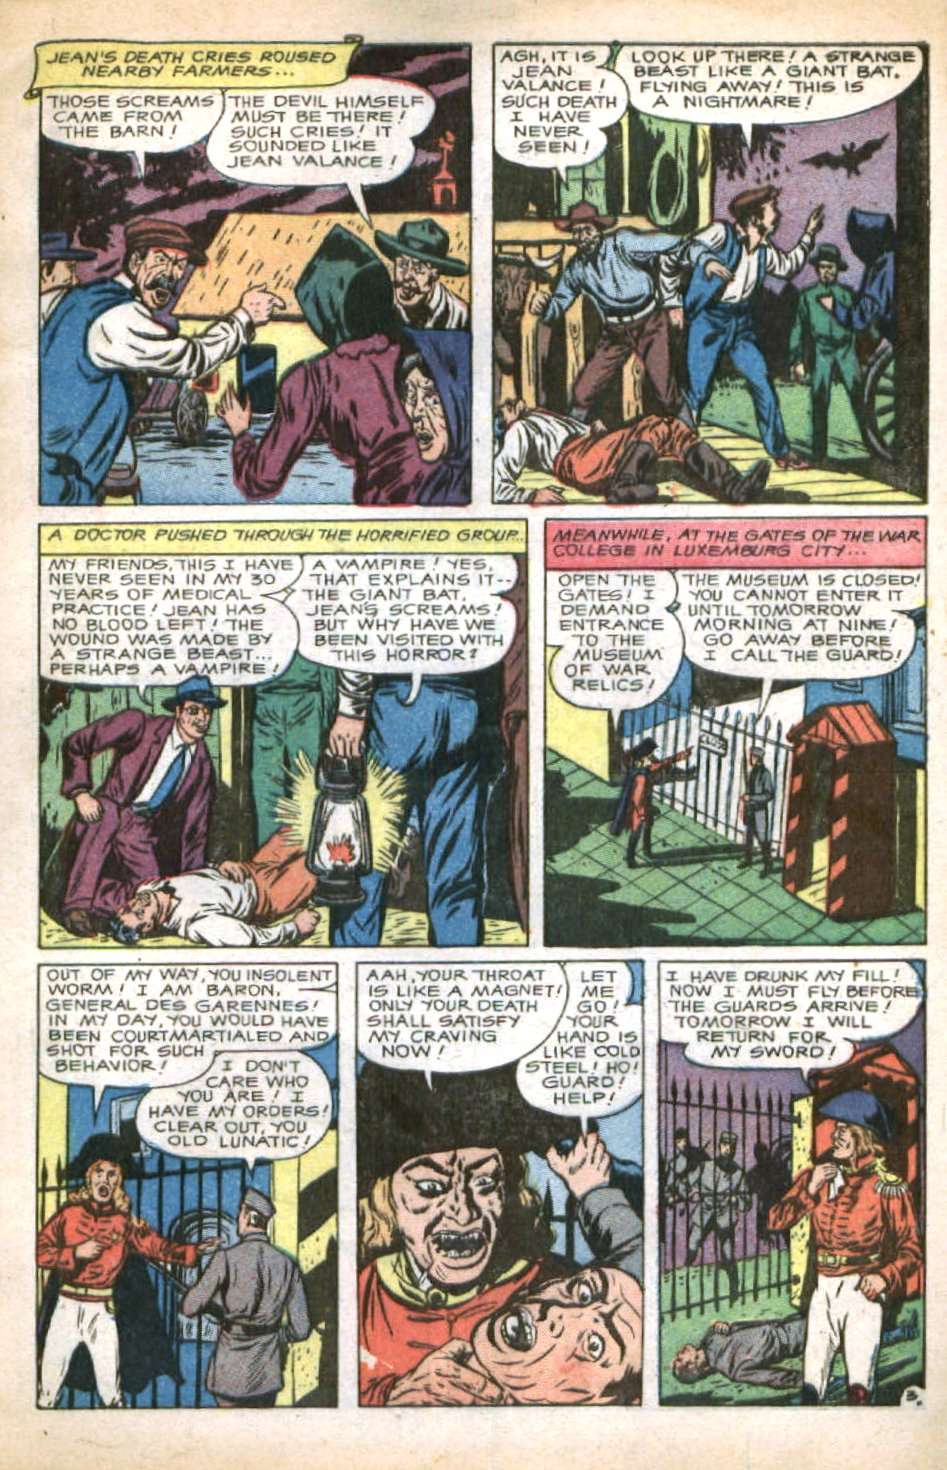 JEAN'S DEATH CRIES ROUSED
NEARBY FARMERS...
THOSE SCREAMS
CAME FROM
THE BARN!
THE DEVIL HIMSELF
MUST BE THERE!
SUCH CRIES! IT
SOUNDED LIKE
JEAN VALANCE!
AGH, IT IS
JEAN
VALANCE!
SUCH DEATH
I HAVE
NEVER
SEEN!
LOOK UP THERE! A STRANGE
BEAST LIKE A GIANT BAT,
FLYING AWAY! THIS IS
A NIGHTMARE!
A DOCTOR PUSHED THROUGH THE HORRIFIED GROUP..
MY FRIENDS, THIS I HAVE
NEVER SEEN IN MY 30
YEARS OF MEDICAL
PRACTICE! JEAN HAS
NO BLOOD LEFT! THE
WOUND WAS MADE BY
A STRANGE BEAST...
PERHAPS A VAMPIRE!
A VAMPIRE! YES,
THAT EXPLAINS IT--
THE GIANT BAT,
JEAN'S SCREAMS!
BUT WHY HAVE WE
BEEN VISITED WITH
THIS HORROR?
MEANWHILE, AT THE GATES OF THE WAR
COLLEGE IN LUXEMBURG CITY...
OPEN THE
GATES! I
DEMAND
ENTRANCE
TO THE
MUSEUM
OF WAR
RELICS!
THE MUSEUM IS CLOSED!
YOU CANNOT ENTER IT
UNTIL TOMORROW
MORNING AT NINE!
GO AWAY BEFORE
I CALL THE GUARD!
CLOSED
OUT OF MY WAY, YOU INSOLENT
WORM! I AM BARON,
GENERAL DES GARENNES!
IN MY DAY, YOU WOULD HAVE
BEEN COURTMARTIALED AND
SHOT FOR SUCH
BEHAVIOR!
I DON'T
CARE WHO
YOU ARE! I
HAVE MY ORDERS!
CLEAR OUT, YOU
OLD LUNATIC!
AAH, YOUR THROAT
IS LIKE A MAGNET!
ONLY YOUR DEATH
SHALL SATISFY
MY CRAVING
NOW!
LET
ME
GO!
YOUR
HAND IS
LIKE COLD
STEEL! HO!
GUARD!
HELP!
I HAVE DRUNK MY FILL!
NOW I MUST FLY BEFORE
THE GUARDS ARRIVE!
TOMORROW I WILL
RETURN FOR
MY SWORD!
3.